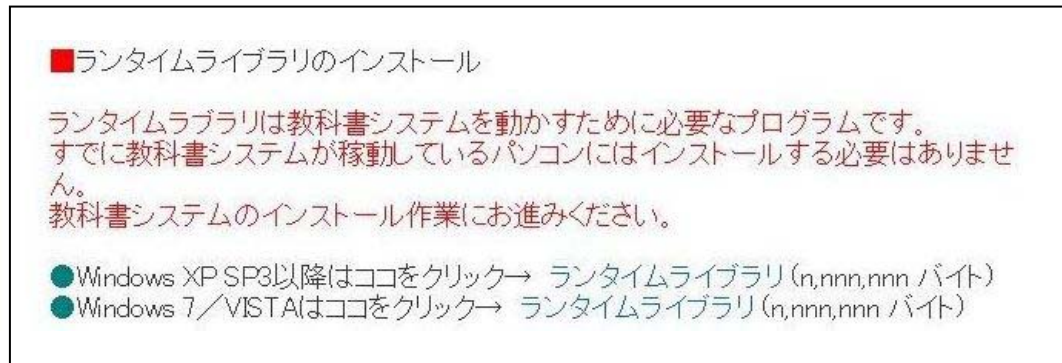 ■ランタイムライブラリのインストール
ランタイムラブラリは教科書システムを動かすために必要なプログラムです。
すでに教科書システムが稼動しているパソコンにはインストールする必要はありませ
ん。
教科書システムのインストール作業にお進みください。
●Windows XP SP3以降はココをクリック→ ランタイムライブラリ(n,nnn,nnn バイト)
●Windows 7／VISTAはココをクリック→ ランタイムライブラリ(n,nnn,nnn バイト)